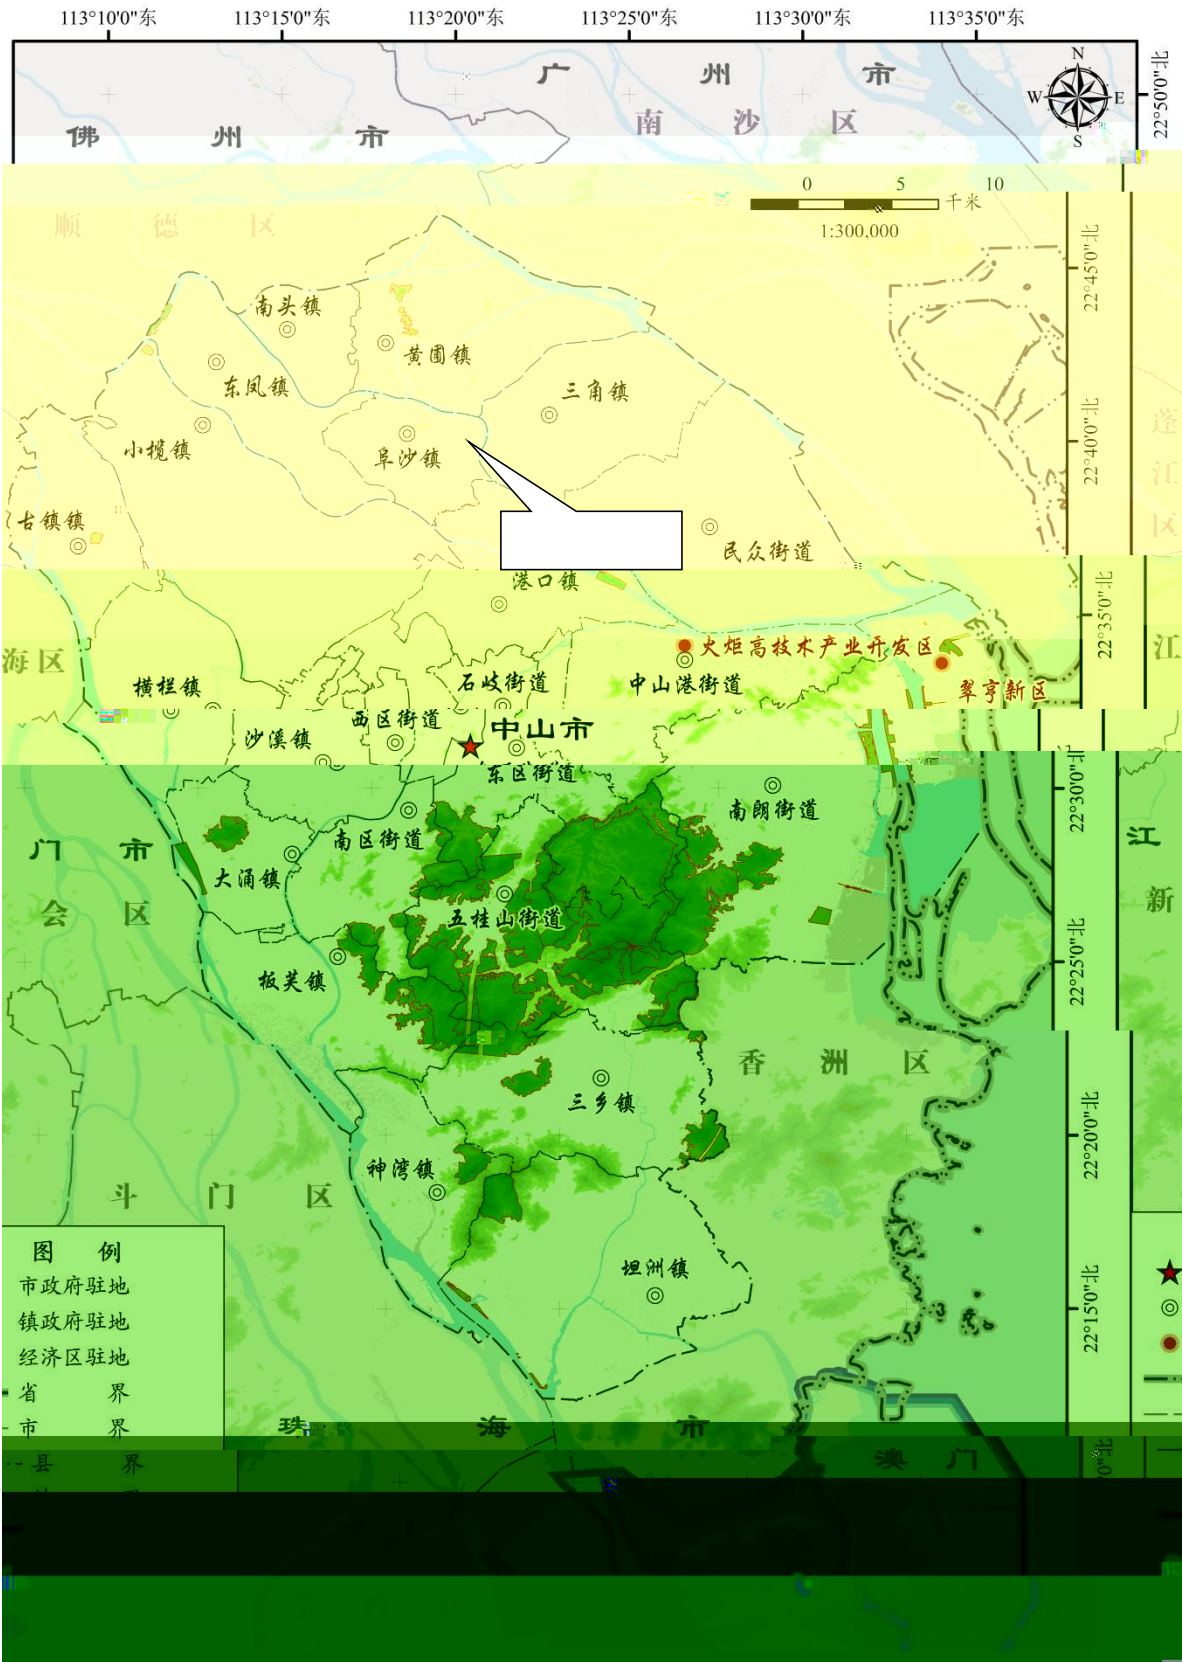 113°10'0"东 113°15'0"东 113°20'0"东 113°25'0"东 113°30'0"东 113°35'0"东
广 州 市
N
W E
S
22°50'0"北
南 沙 区
佛 州 市
0 5 10
千米
1:300,000
顺 德 区
22°45'0"北
南头镇
黄圃镇
东凤镇
三角镇
22°40'0"北
蓬江区
小榄镇
阜沙镇
古镇镇
民众街道
港口镇
22°35'0"北
火炬高技术产业开发区
江
海区
横栏镇
石岐街道
中山港街道
翠亨新区
西区街道
中山市
沙溪镇
东区街道
22°30'0"北
南朗街道
南区街道
门 市
江
大涌镇
会 区
新
五桂山街道
22°25'0"北
板芙镇
香 洲 区
三乡镇
22°20'0"北
神湾镇
斗 门 区
图 例
坦洲镇
市政府驻地
22°15'0"北
镇政府驻地
经济区驻地
省 界
市 界
珠 海 市
县 界
澳 门
0"北